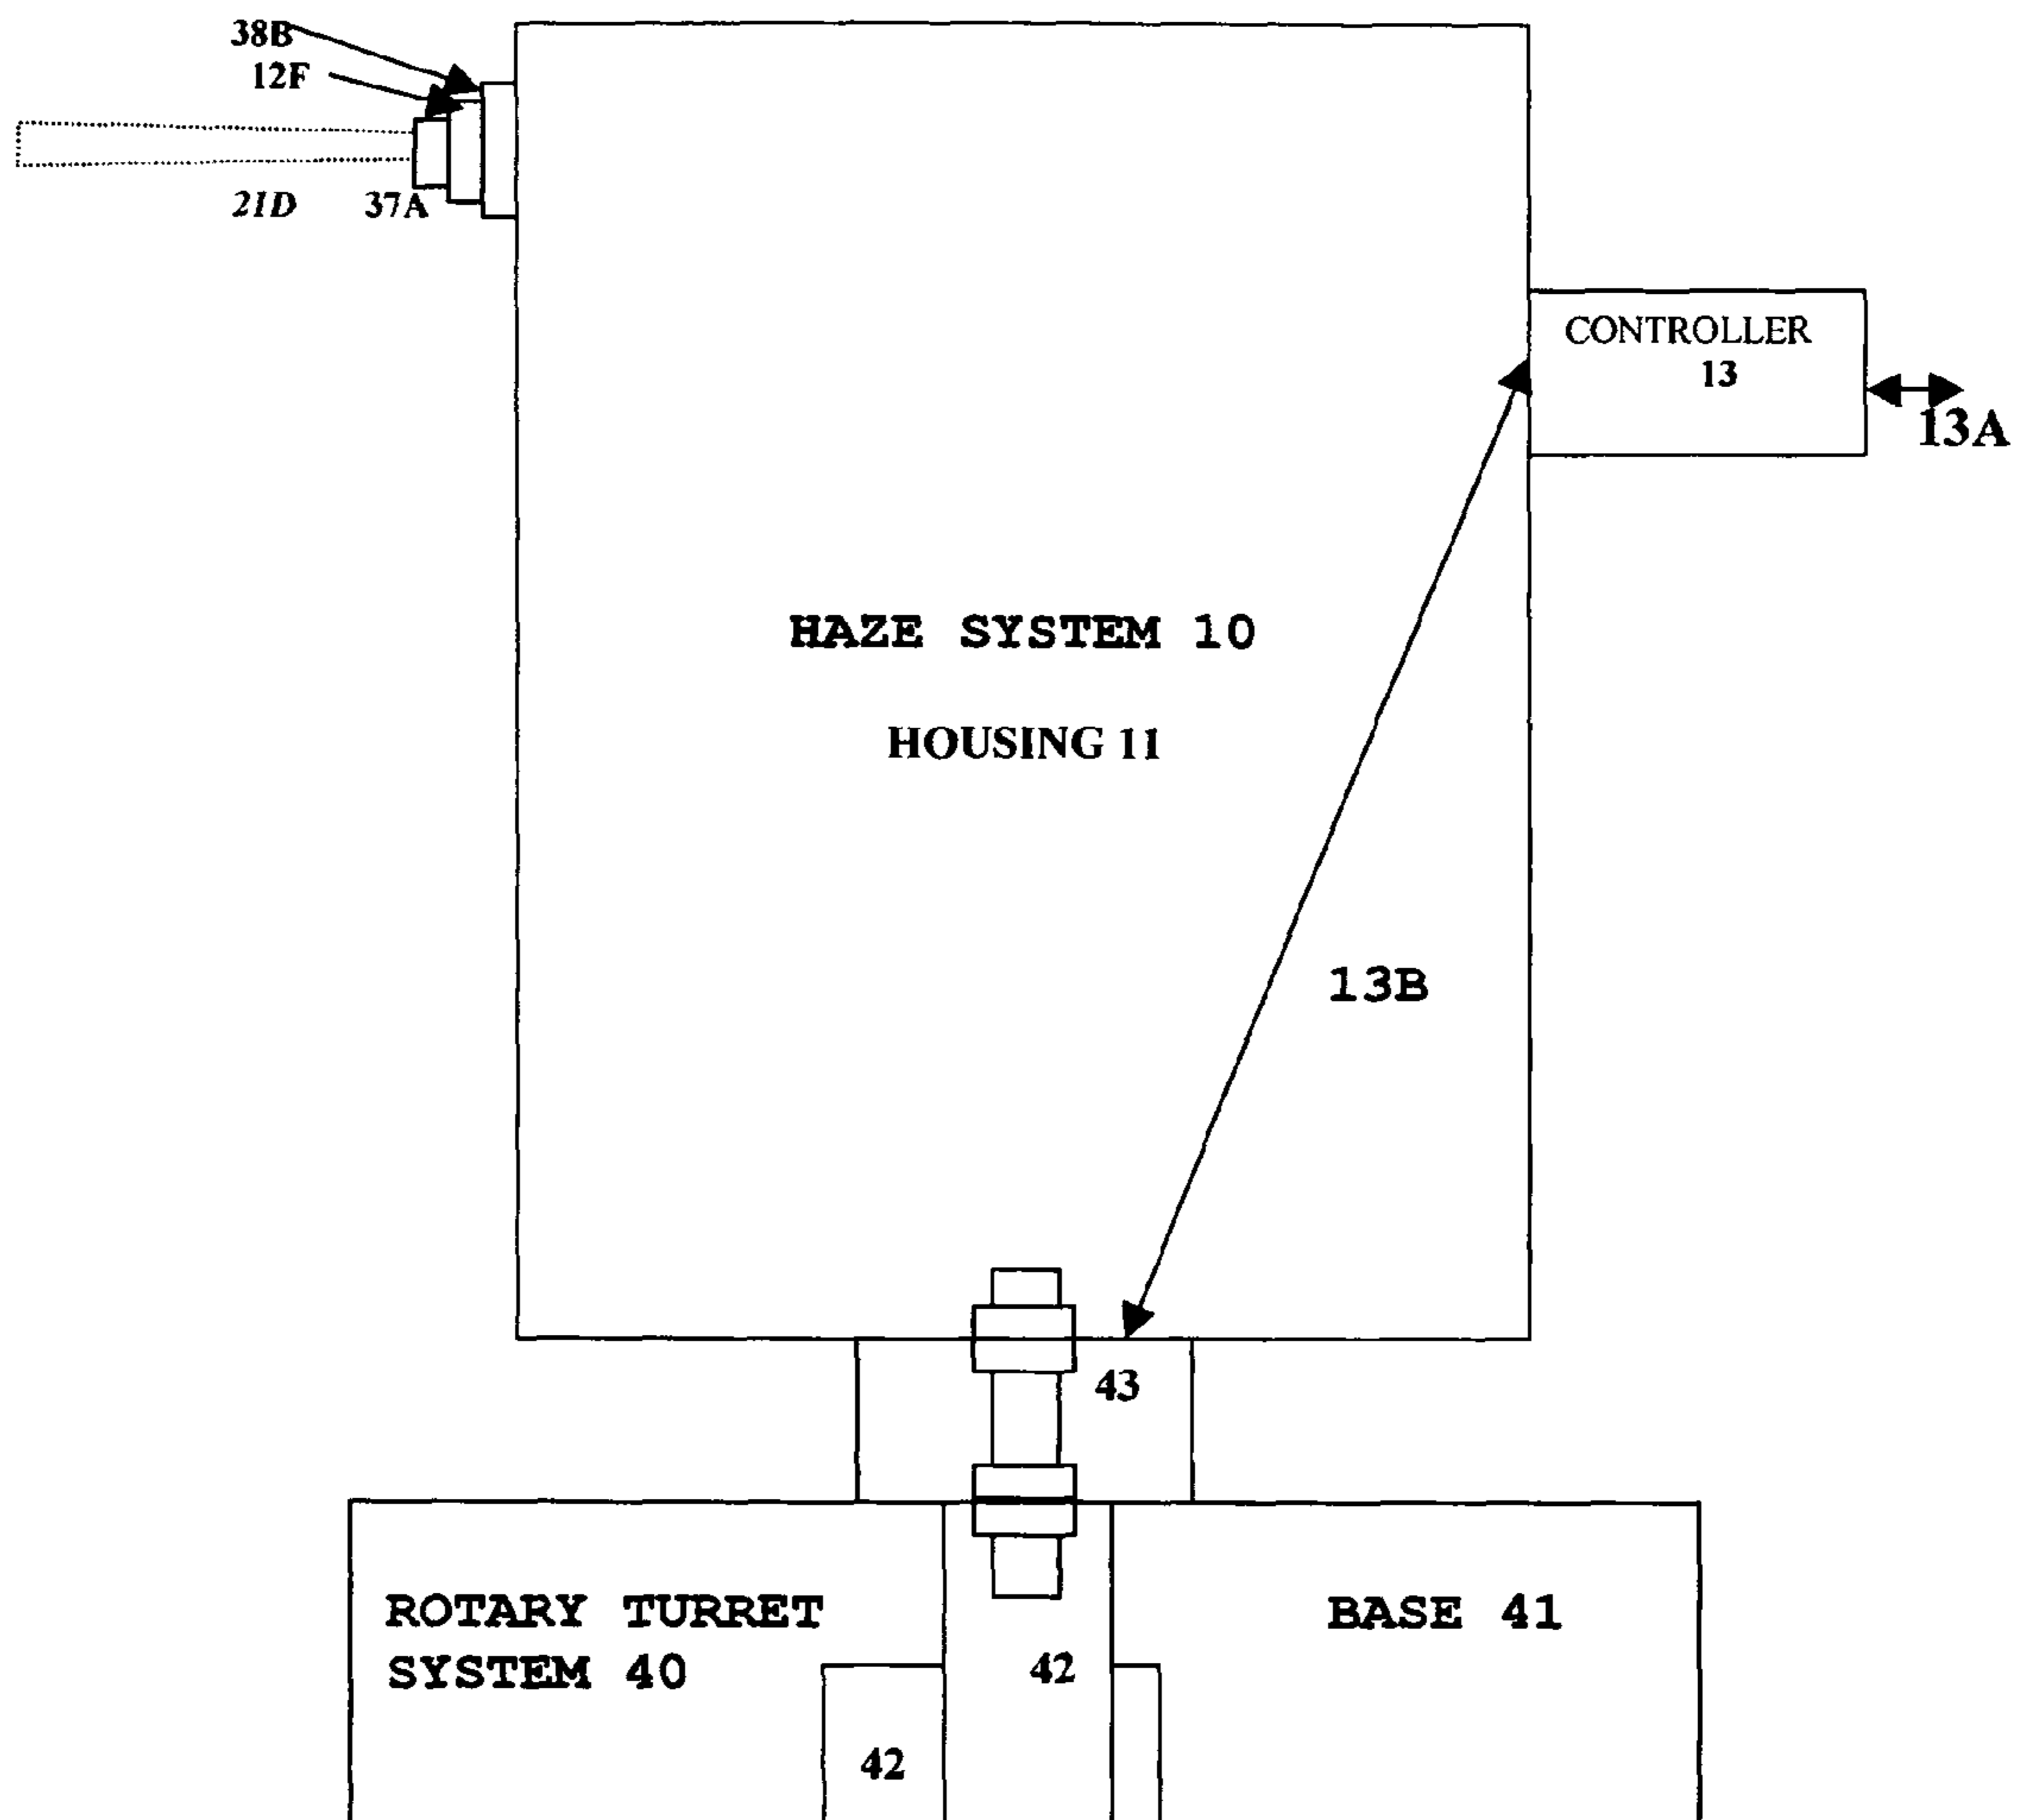 38B
12F
21D
37A
CONTROLLER
13
13A
HAZE SYSTEM 10
HOUSING 11
13B
43
ROTARY TURRET
SYSTEM 40
BASE 41
42
42